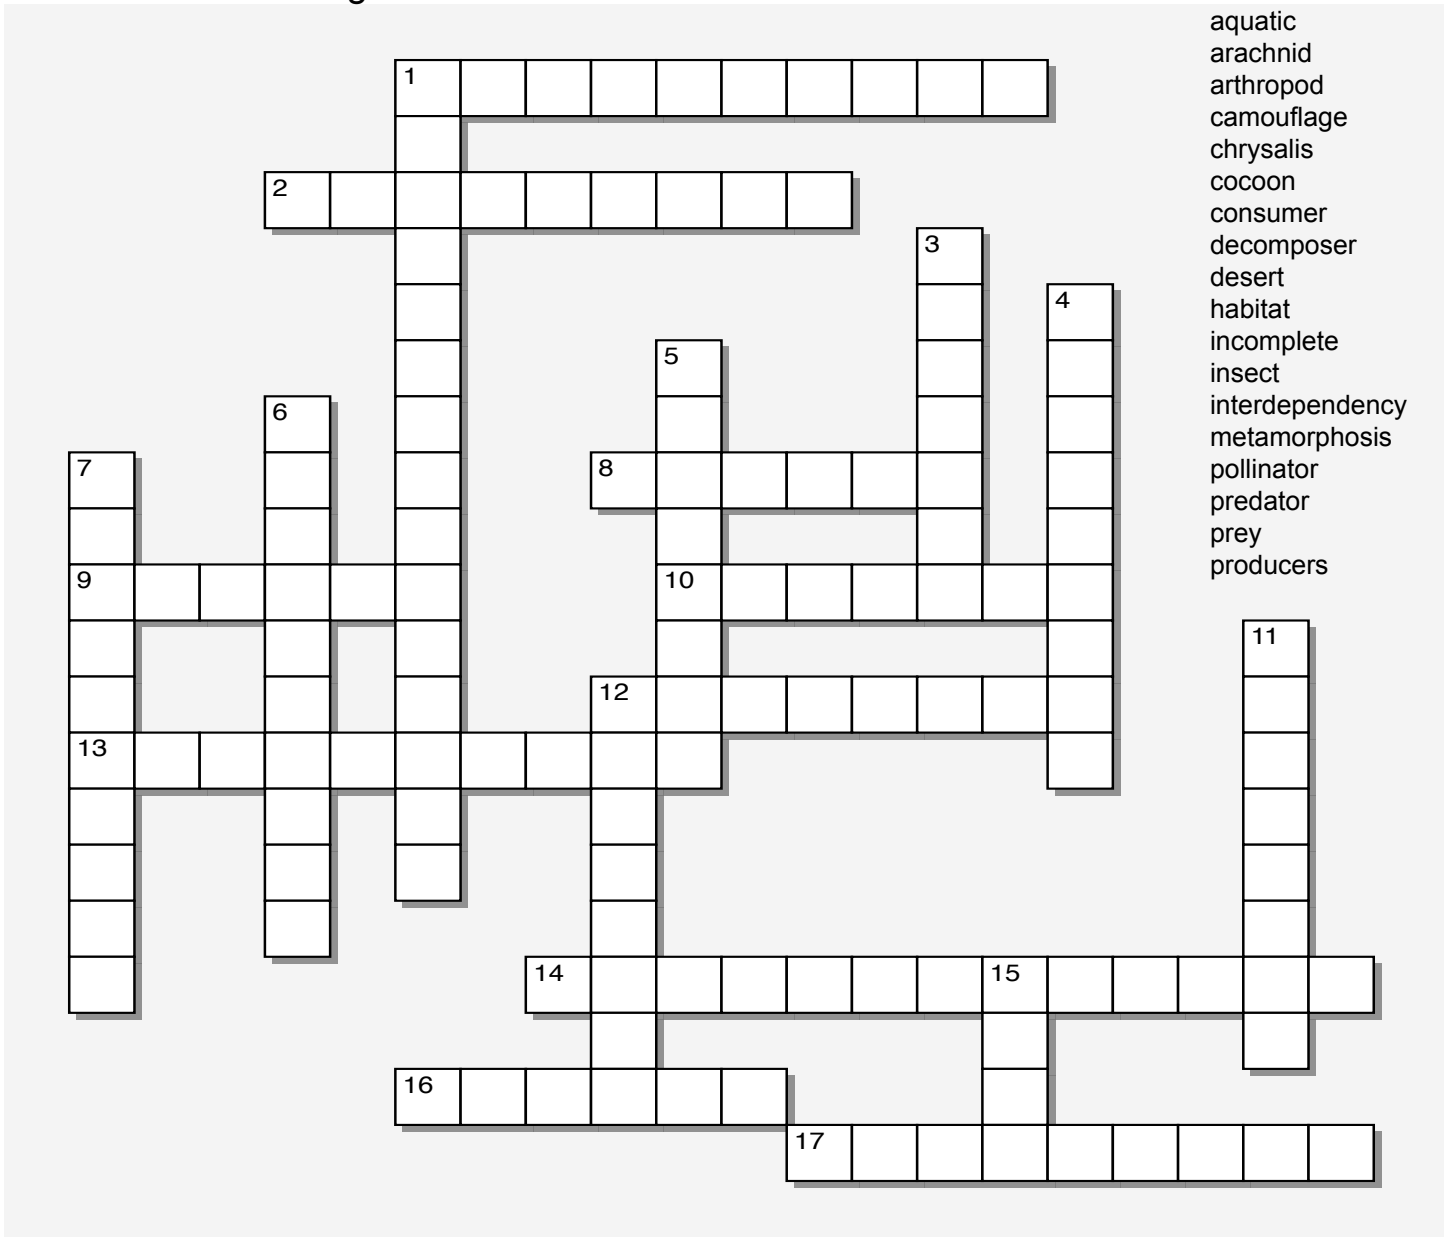 1
2
3
4
5
6
7
8
9
10
11
12
13
14
15
16
17
aquatic
arachnid
arthropod
camouflage
chrysalis
cocoon
consumer
decomposer
desert
habitat
incomplete
insect
interdependency
metamorphosis
pollinator
predator
prey
producers